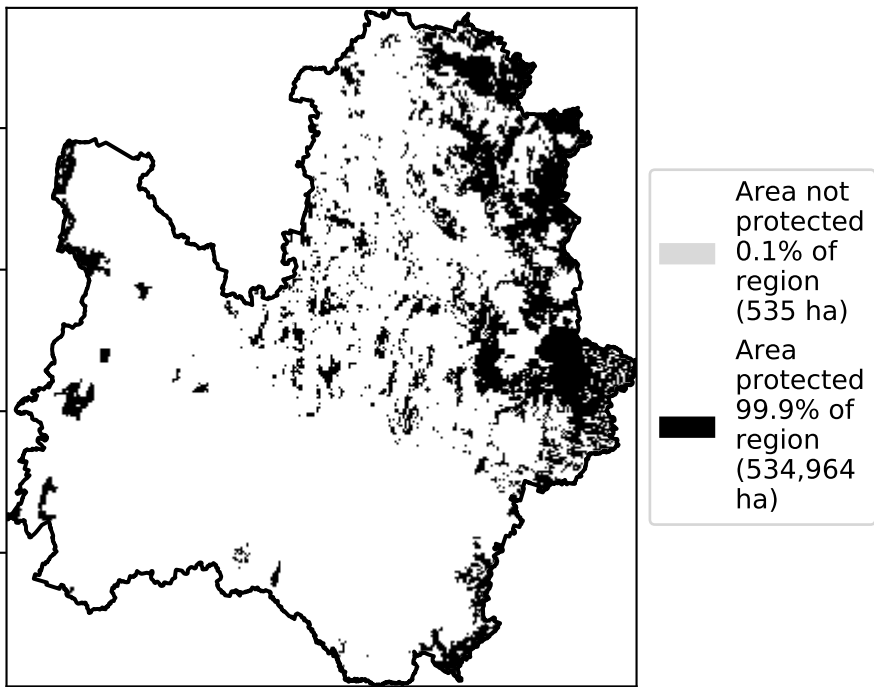 Area not
protected
0.1% of
region
(535 ha)
Area
protected
99.9% of
region
(534,964
ha)